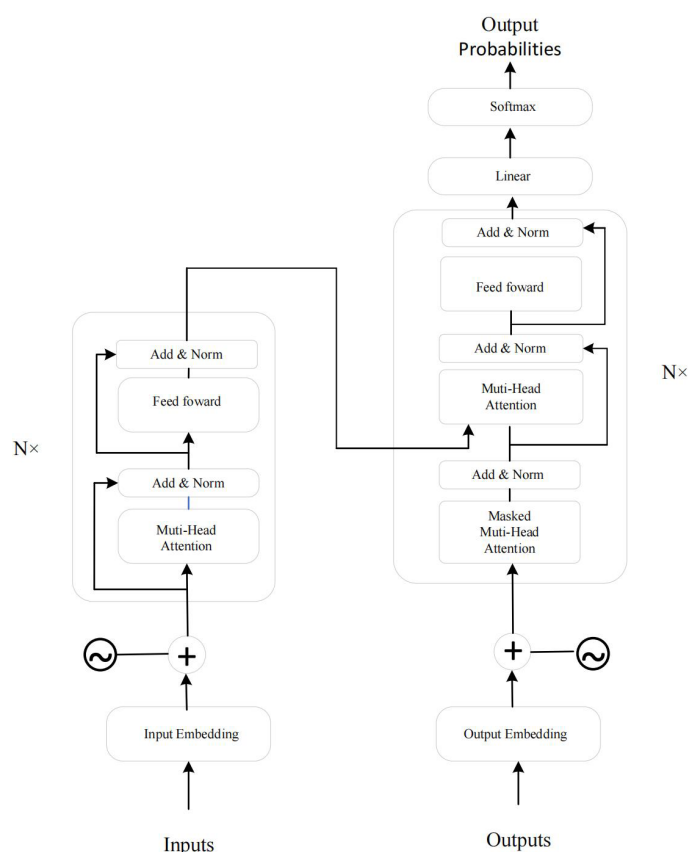 Output
Probabilities
Softmax
Linear
Add & Norm
Feed foward
Add & Norm
Muti-Head
Attention
Add & Norm
Masked
Muti-Head
Attention
N×
Add & Norm
Feed foward
Add & Norm
Muti-Head
Attention
N×
Input Embedding
Output Embedding
Inputs
Outputs